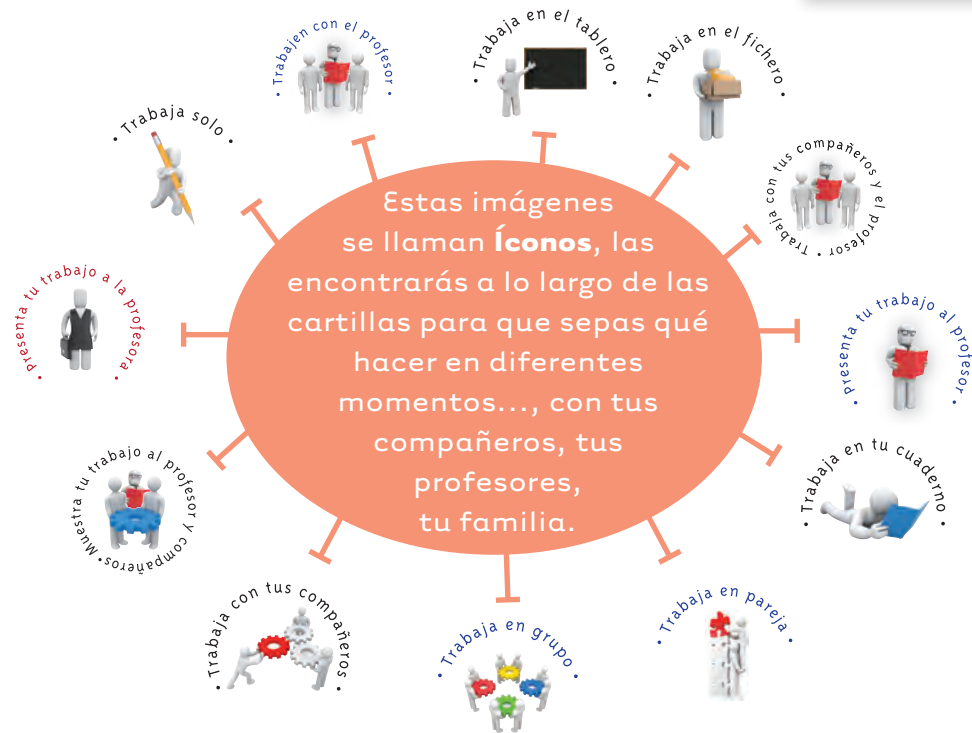 • Trabajen con el profesor •
• Trabaja en el tablero •
• Trabaja en el fichero •
• Trabaja solo •
Trabaja con tus compañeros y el profesor •
• Presenta tu trabajo a la profesora •
Estas imágenes
se llaman Íconos, las
encontrarás a lo largo de las
cartillas para que sepas qué
hacer en diferentes
momentos..., con tus
compañeros, tus
profesores,
tu familia.
• Presenta tu trabajo al profesor •
• Muestra tu trabajo al profesor y compañeros
• Trabaja en tu cuaderno •
• Trabaja con tus compañeros •
• Trabaja en grupo •
• Trabaja en pareja •